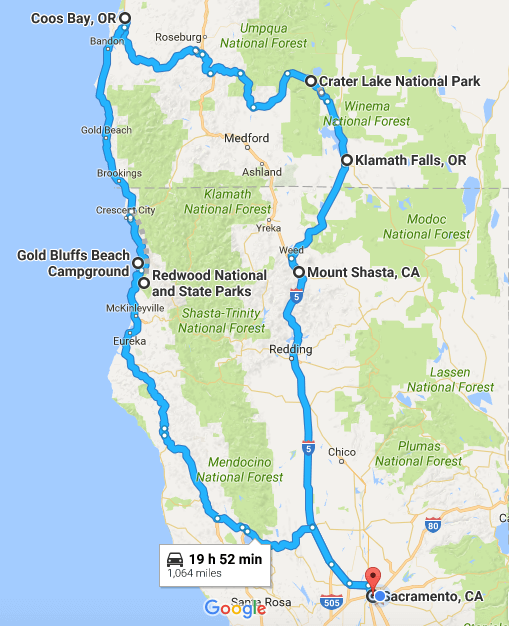 Coos Bay, OR
Roseburg
Umpqua
National Forest
Bandon
Crater Lake National Park
Winema
National Forest
Gold Beach
Medford
Klamath Falls, OR
Ashland
Brookings
Klamath
National Forest
Crescent City
Yreka
Modoc
National Forest
Gold Bluffs Beach
Campground
Weed
Redwood National
and State Parks
Mount Shasta, CA
5
McKinleyville
Shasta-Trinity
National Forest
Eureka
Redding
Lassen
National Forest
5
Chico
Plumas
National Forest
Mendocino
National Forest
80
19 h 52 min
1,064 miles
Santa Rosa
505
Sacramento, CA
Google